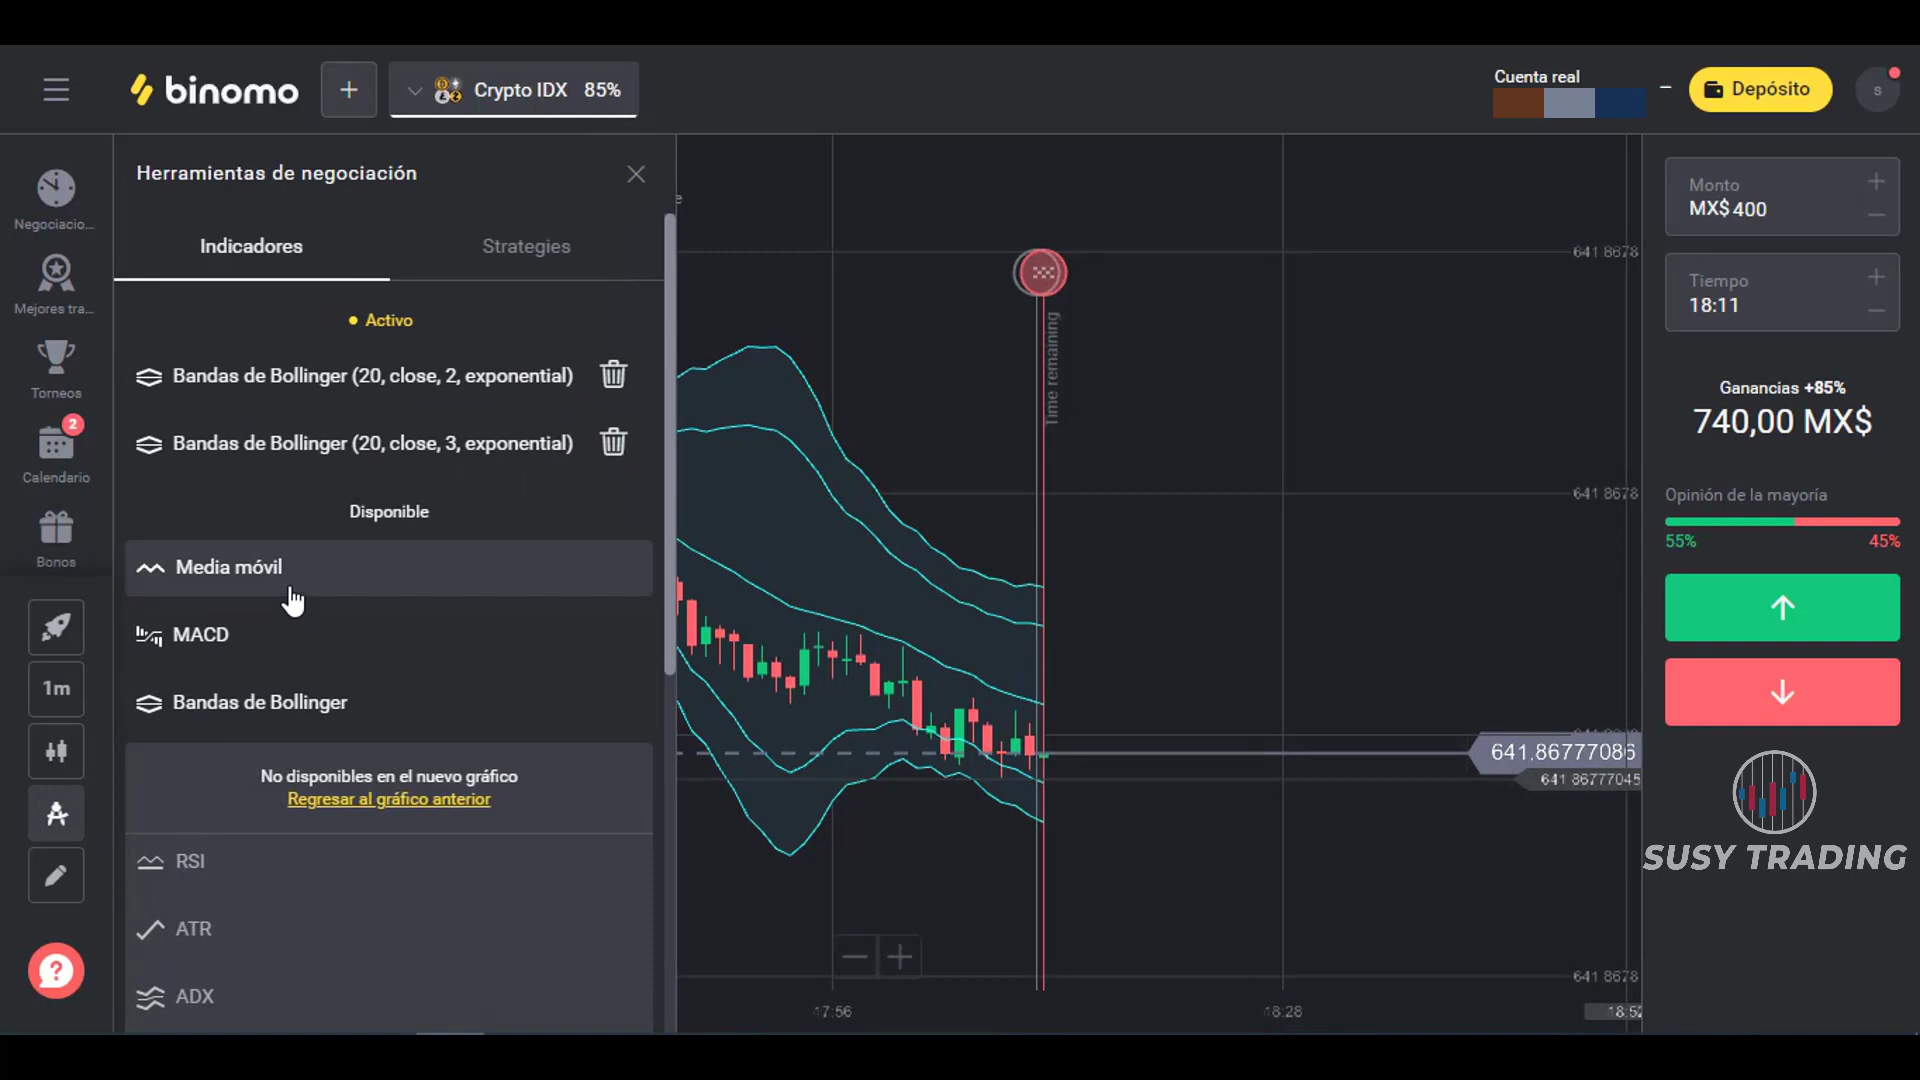 binomo
+
Crypto IDX 85%
Cuenta real
Depósito
s
Negociacio...
Mejores tra...
Torneos
2
Calendario
Bonos
1m
?
Herramientas de negociación
Indicadores
Strategies
Activo
Bandas de Bollinger (20, close, 2, exponential)
Bandas de Bollinger (20, close, 3, exponential)
Disponible
Media móvil
MACD
Bandas de Bollinger
No disponibles en el nuevo gráfico
Regresar al gráfico anterior
RSI
ATR
ADX
e
Time remaining
641.8678
641.8678
641.86777086
641.86777045
641.8678
17:56
18:28
18:52
Monto
MX$ 400
Tiempo
18:11
Ganancias +85%
740,00 MX$
Opinión de la mayoría
55%
45%
SUSY TRADING